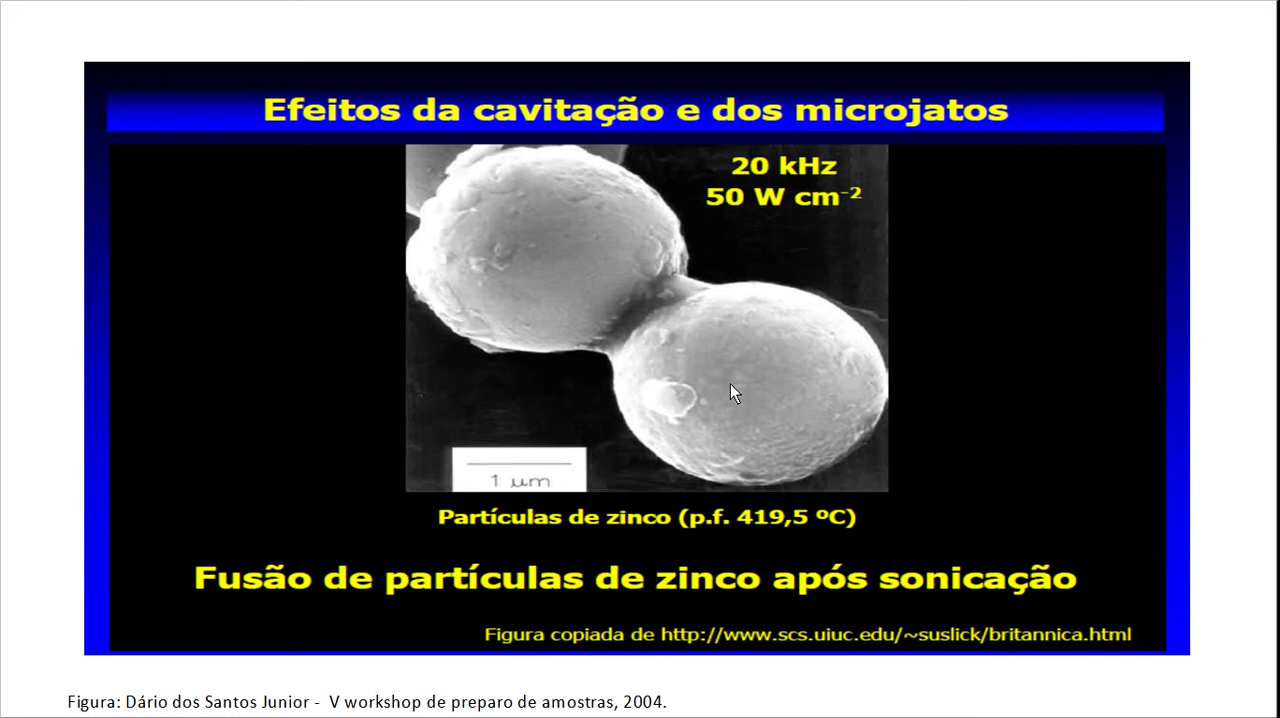 Efeitos da cavitação e dos microjatos
20 kHz
50 W cm⁻²
1 µm
Partículas de zinco (p.f. 419,5 ºC)
Fusão de partículas de zinco após sonicação
Figura copiada de http://www.scs.uiuc.edu/~suslick/britannica.html
Figura: Dário dos Santos Junior - V workshop de preparo de amostras, 2004.